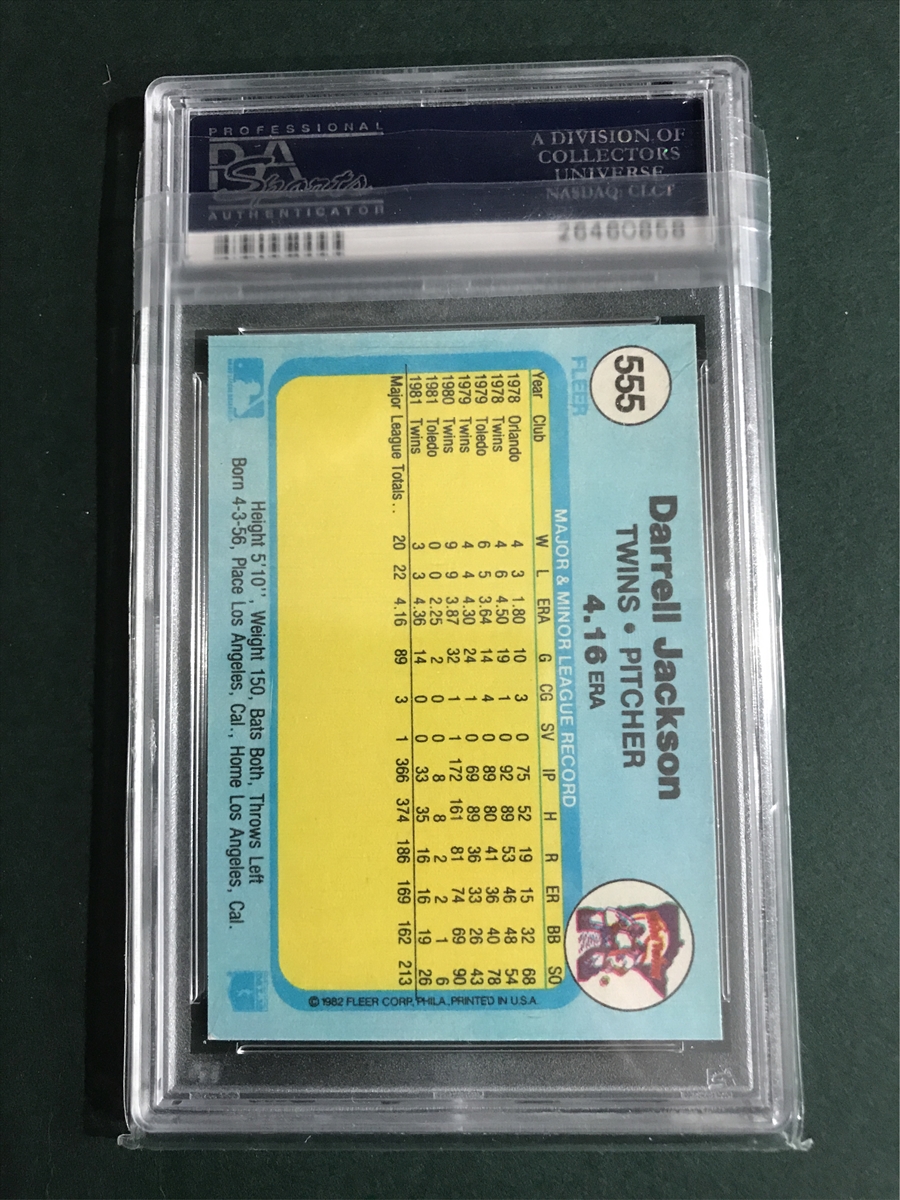 PROFESSIONAL
PSA
Sports
AUTHENTICATOR
A DIVISION OF
COLLECTORS
UNIVERSE
NASDAQ: CLCT
26460858
555
FLEER
Darrell Jackson
TWINS • PITCHER
4.16 ERA
MAJOR & MINOR LEAGUE RECORD
Year Club W L ERA G CG SV IP H R ER BB SO
1978 Orlando 4 3 1.80 10 3 0 75 52 19 15 32 68
1978 Twins 4 6 4.50 19 1 0 92 89 53 46 48 54
1979 Toledo 6 5 3.64 14 4 0 89 80 41 36 40 78
1979 Twins 4 4 4.30 24 1 0 69 89 36 33 26 43
1980 Twins 9 9 3.87 32 1 1 172 161 81 74 69 90
1981 Toledo 0 0 2.25 2 0 0 8 8 2 2 1 6
1981 Twins 3 3 4.36 14 0 0 33 35 16 16 19 26
Major League Totals . . 20 22 4.16 89 3 1 366 374 186 169 162 213
© 1982 FLEER CORP, PHILA, PRINTED IN U.S.A.
Height 5'10'', Weight 150, Bats Both, Throws Left
Born 4-3-56, Place Los Angeles, Cal., Home Los Angeles, Cal.